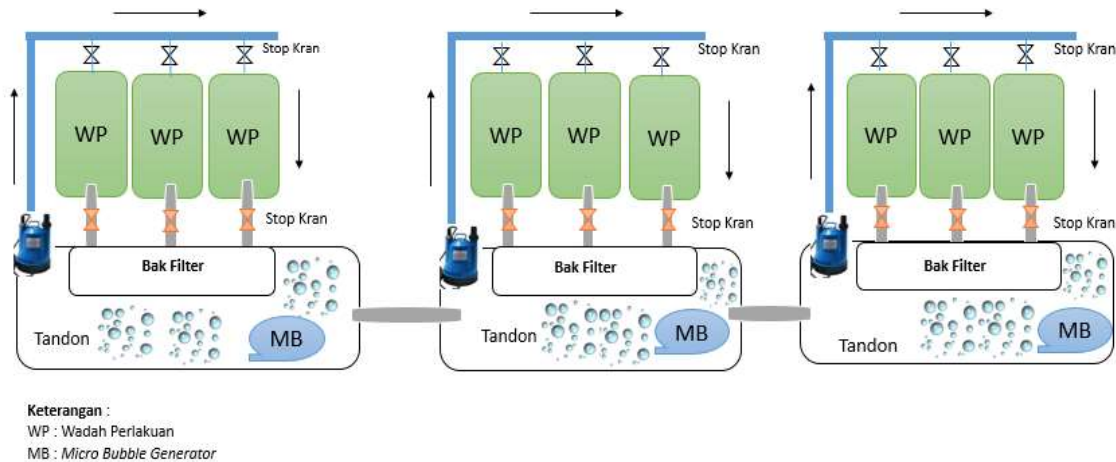 Stop Kran
WP
WP
WP
Stop Kran
Bak Filter
Tandon
MB
Stop Kran
WP
WP
WP
Stop Kran
Bak Filter
Tandon
MB
Stop Kran
WP
WP
WP
Stop Kran
Bak Filter
Tandon
MB
Keterangan :
WP : Wadah Perlakuan
MB : Micro Bubble Generator